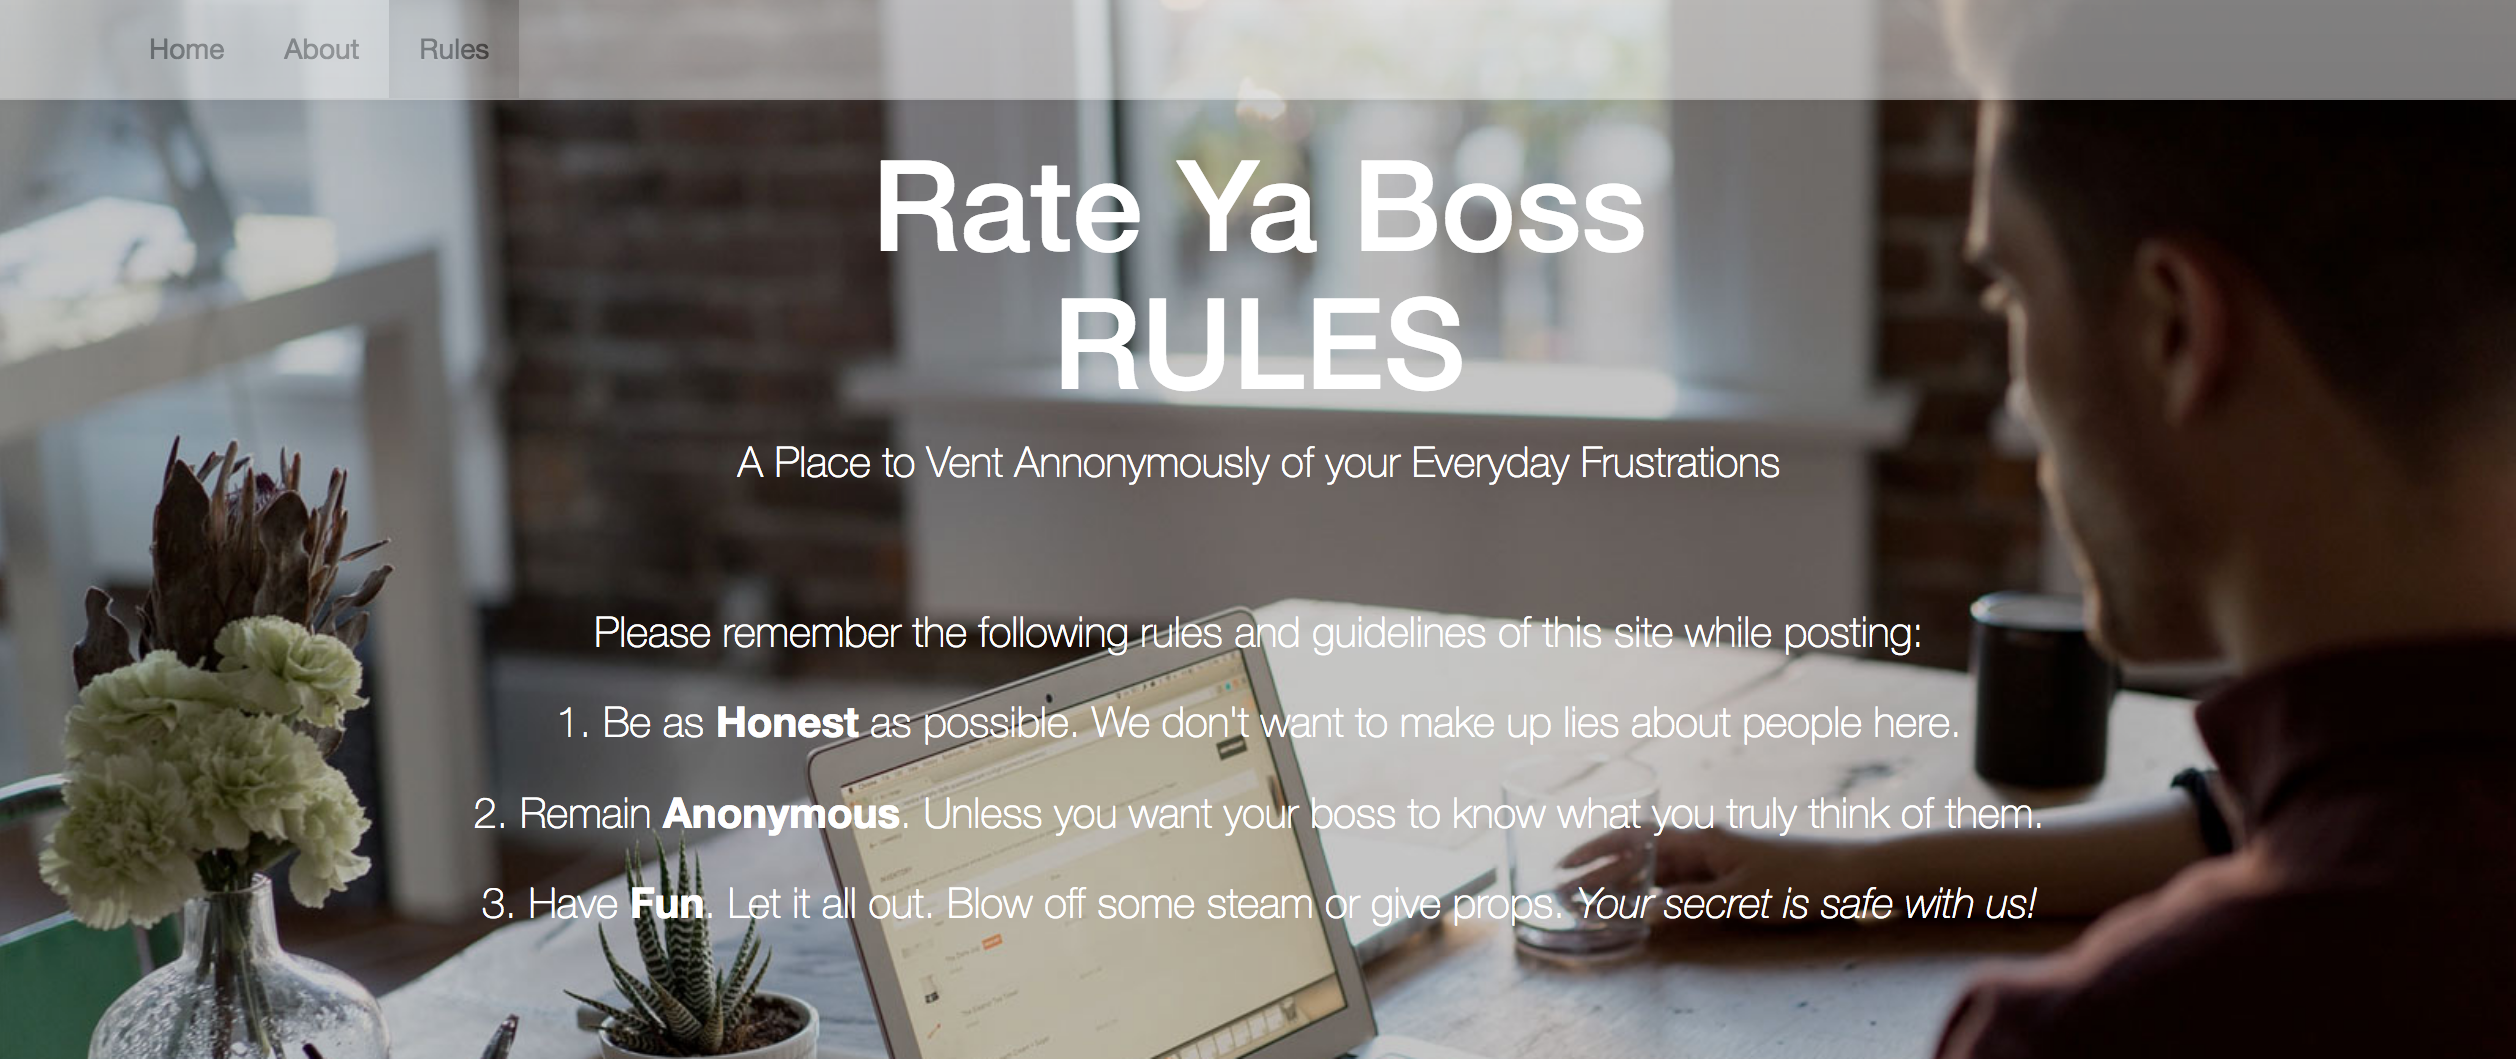 Home About Rules
Rate Ya Boss
RULES
A Place to Vent Annonymously of your Everyday Frustrations
Please remember the following rules and guidelines of this site while posting:
1. Be as Honest as possible. We don't want to make up lies about people here.
2. Remain Anonymous. Unless you want your boss to know what you truly think of them.
3. Have Fun. Let it all out. Blow off some steam or give props. Your secret is safe with us!
INVENTORY